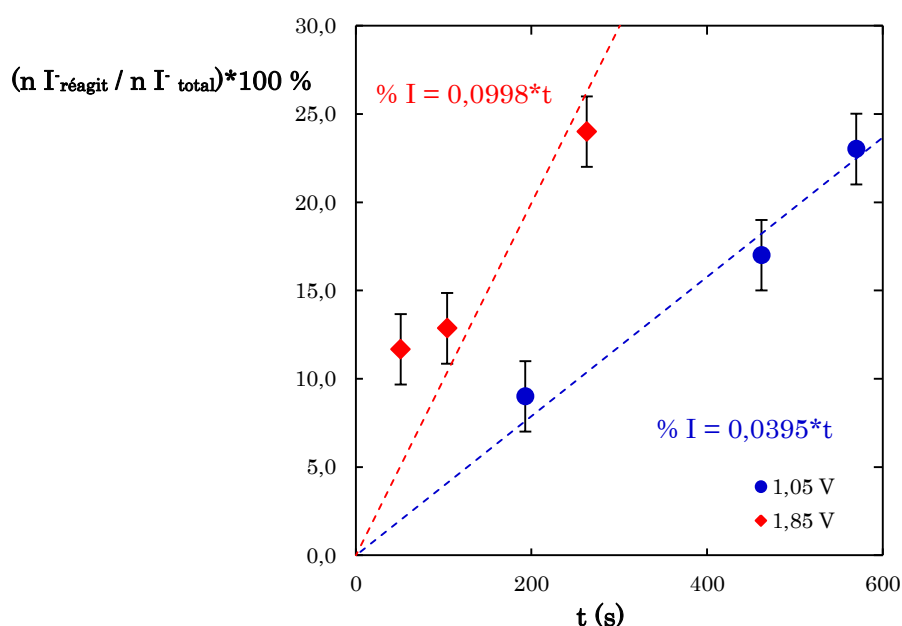 30,0
(n I-réagit / n I- total)*100 %
% I = 0,0998*t
25,0
20,0
15,0
10,0
% I = 0,0395*t
5,0
1,05 V
1,85 V
0,0
0 200 400 600
t (s)